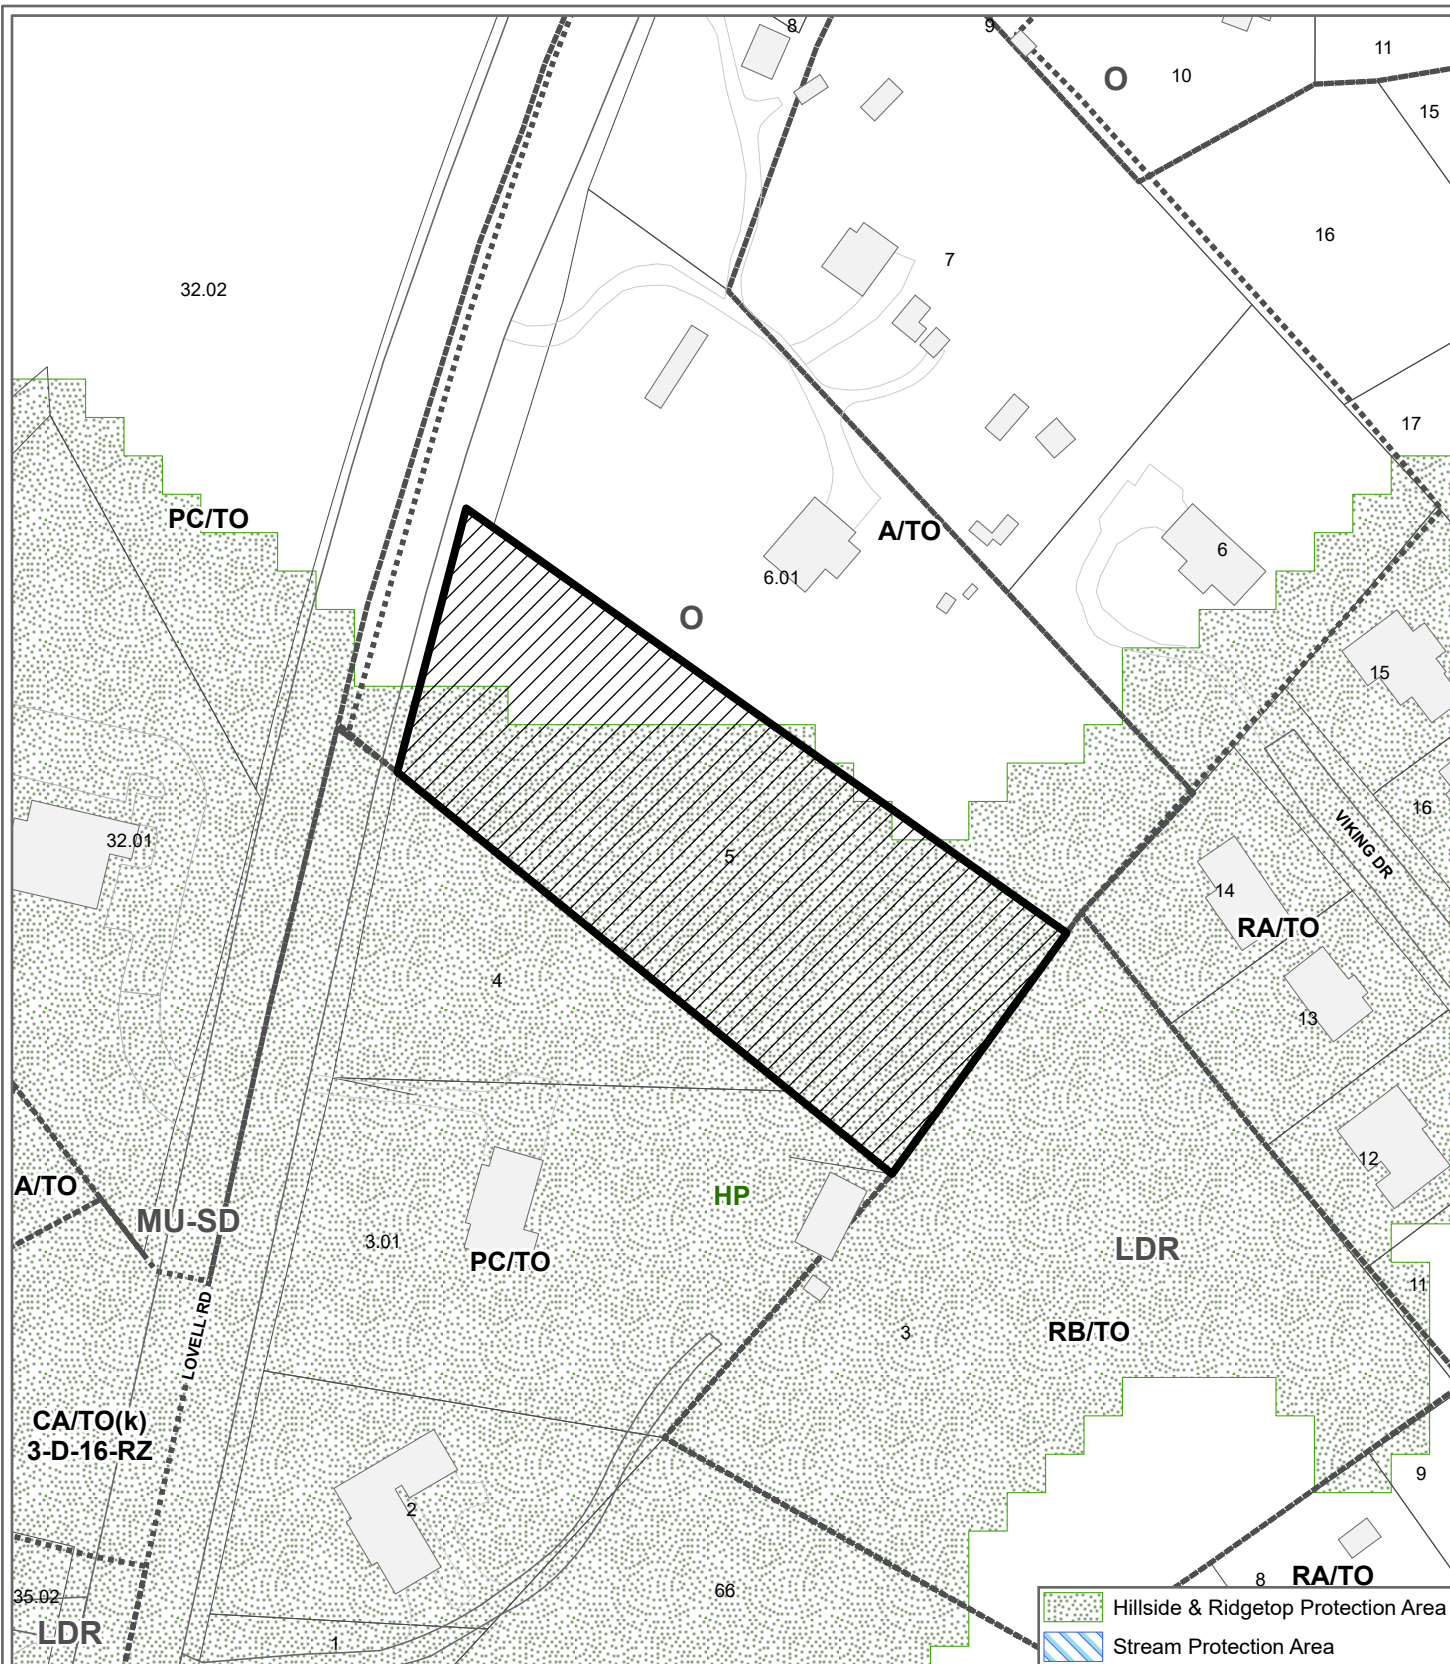 8
9
O
10
11
15
16
7
32.02
17
PC/TO
A/TO
6
6.01
O
15
16
VIKING DR
32.01
5
14
RA/TO
4
13
12
A/TO
HP
MU-SD
3.01
PC/TO
LDR
11
LOVELL RD
3
RB/TO
CA/TO(k)
3-D-16-RZ
9
2
8
RA/TO
66
35.02
LDR
1
Hillside & Ridgetop Protection Area
Stream Protection Area